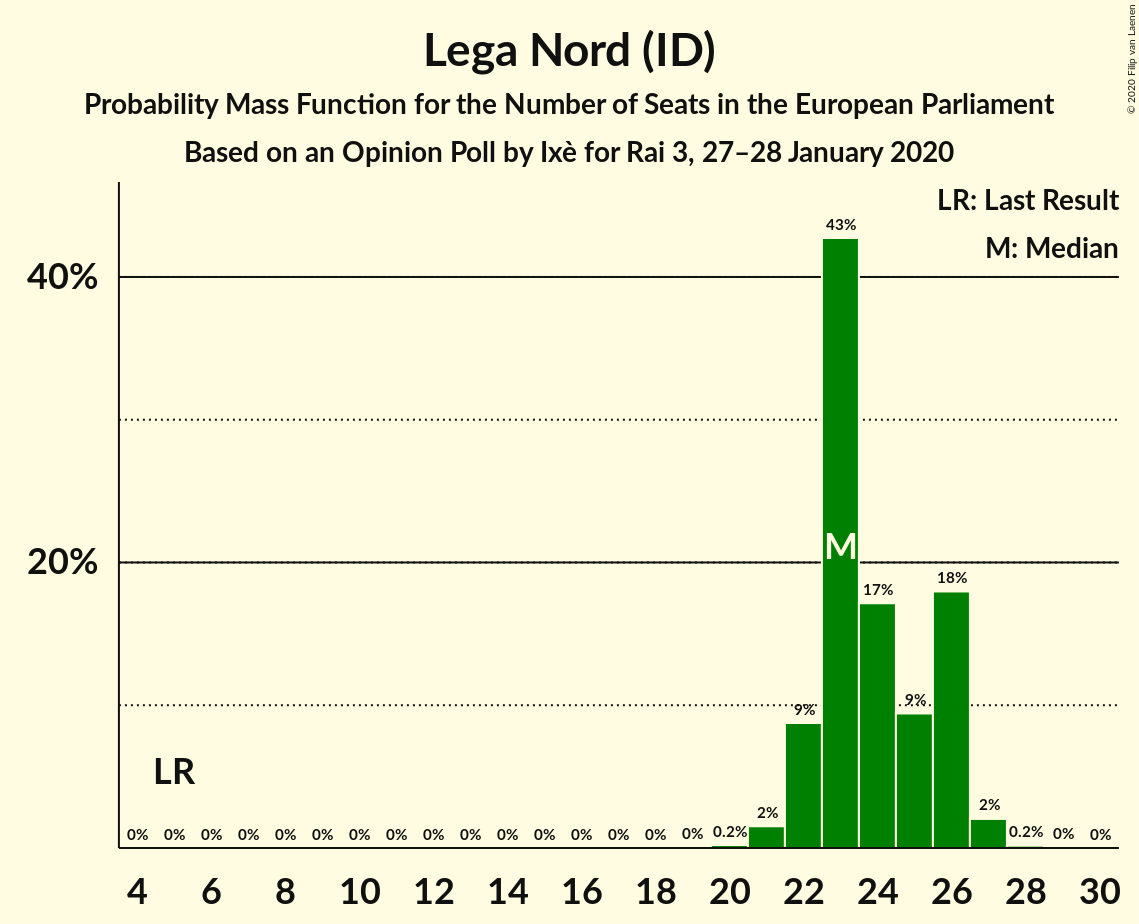 Lega Nord (ID)
Probability Mass Function for the Number of Seats in the European Parliament
Based on an Opinion Poll by Ixè for Rai 3, 27–28 January 2020
© 2020 Filip van Laenen
LR: Last Result
M: Median
40%
20%
43%
M
17%
18%
9%
9%
LR
0% 0% 0% 0% 0% 0% 0% 0% 0% 0% 0% 0% 0% 0% 0% 0% 0.2% 2% 2% 0.2% 0% 0%
4 6 8 10 12 14 16 18 20 22 24 26 28 30